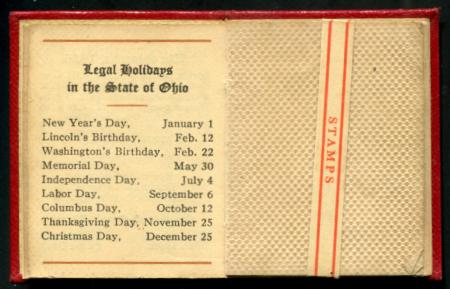 Legal Holidays
in the State of Ohio
New Year's Day, January 1
Lincoln's Birthday, Feb. 12
Washington's Birthday, Feb. 22
Memorial Day, May 30
Independence Day, July 4
Labor Day, September 6
Columbus Day, October 12
Thanksgiving Day, November 25
Christmas Day, December 25
STAMPS